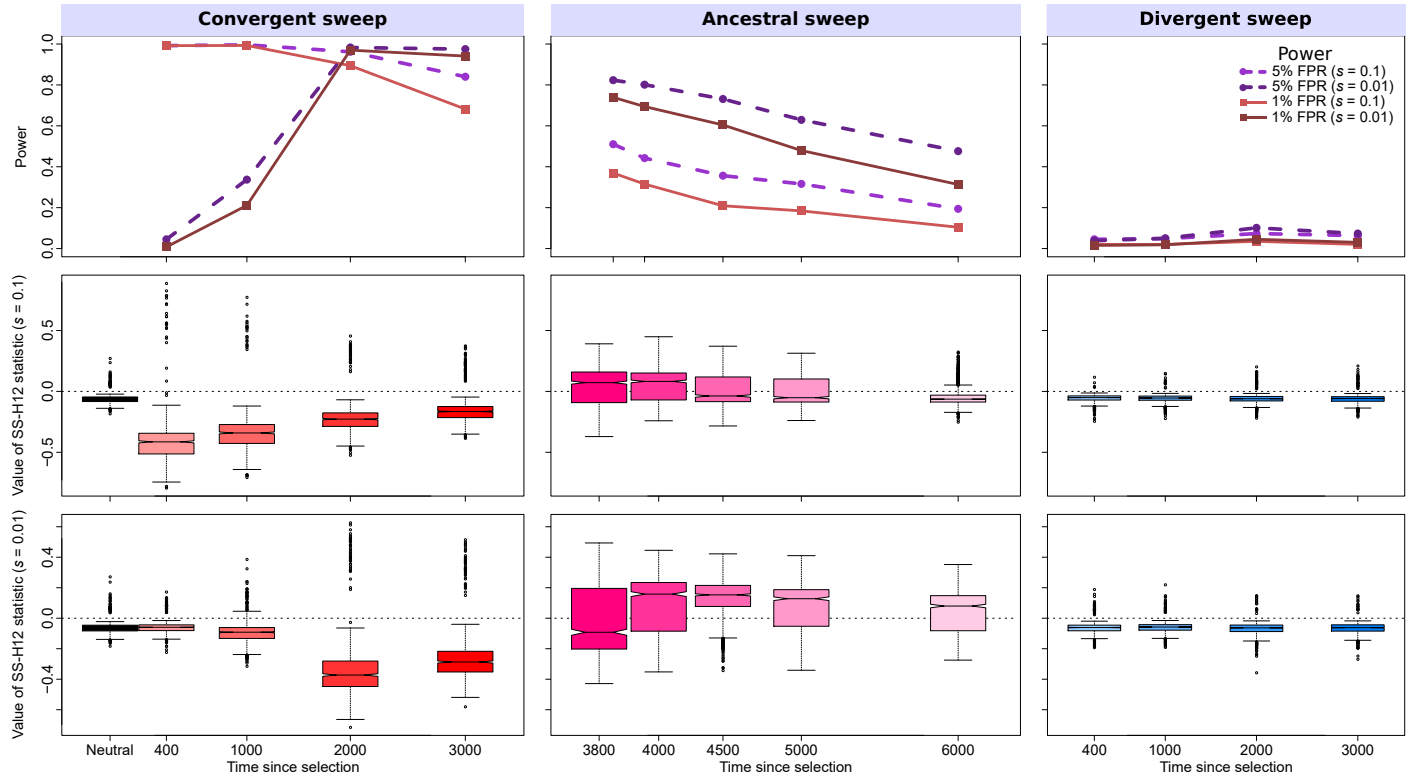 Convergent sweep
Ancestral sweep
Divergent sweep
Power
1.0
0.8
0.6
0.4
0.2
0.0
Power
5% FPR (s = 0.1)
5% FPR (s = 0.01)
1% FPR (s = 0.1)
1% FPR (s = 0.01)
Value of SS-H12 statistic (s = 0.1)
0.5
0.0
−0.5
Value of SS-H12 statistic (s = 0.01)
0.4
0.0
−0.4
Neutral 400 1000 2000 3000
Time since selection
3800 4000 4500 5000 6000
Time since selection
400 1000 2000 3000
Time since selection